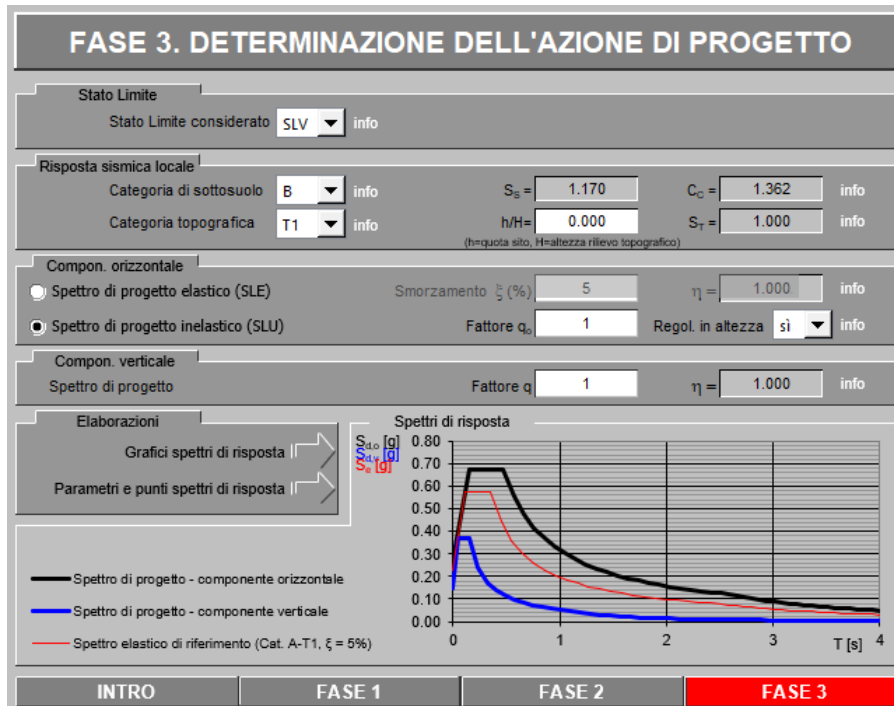 FASE 3. DETERMINAZIONE DELL'AZIONE DI PROGETTO
Stato Limite
Stato Limite considerato SLV info
Risposta sismica locale
Categoria di sottosuolo B info S_S = 1.170 C_C = 1.362 info
Categoria topografica T1 info h/H= 0.000 S_T = 1.000 info
(h=quota sito, H=altezza rilievo topografico)
Compon. orizzontale
Spettro di progetto elastico (SLE) Smorzamento ξ (%) 5 η = 1.000 info
Spettro di progetto inelastico (SLU) Fattore q_o 1 Regol. in altezza sì info
Compon. verticale
Spettro di progetto Fattore q 1 η = 1.000 info
Elaborazioni
Grafici spettri di risposta
Parametri e punti spettri di risposta
Spettri di risposta
S_d,o [g]
S_d,v [g]
S_e [g]
0.80
0.70
0.60
0.50
0.40
0.30
0.20
0.10
0.00
0 1 2 3 T [s] 4
Spettro di progetto - componente orizzontale
Spettro di progetto - componente verticale
Spettro elastico di riferimento (Cat. A-T1, ξ = 5%)
INTRO FASE 1 FASE 2 FASE 3